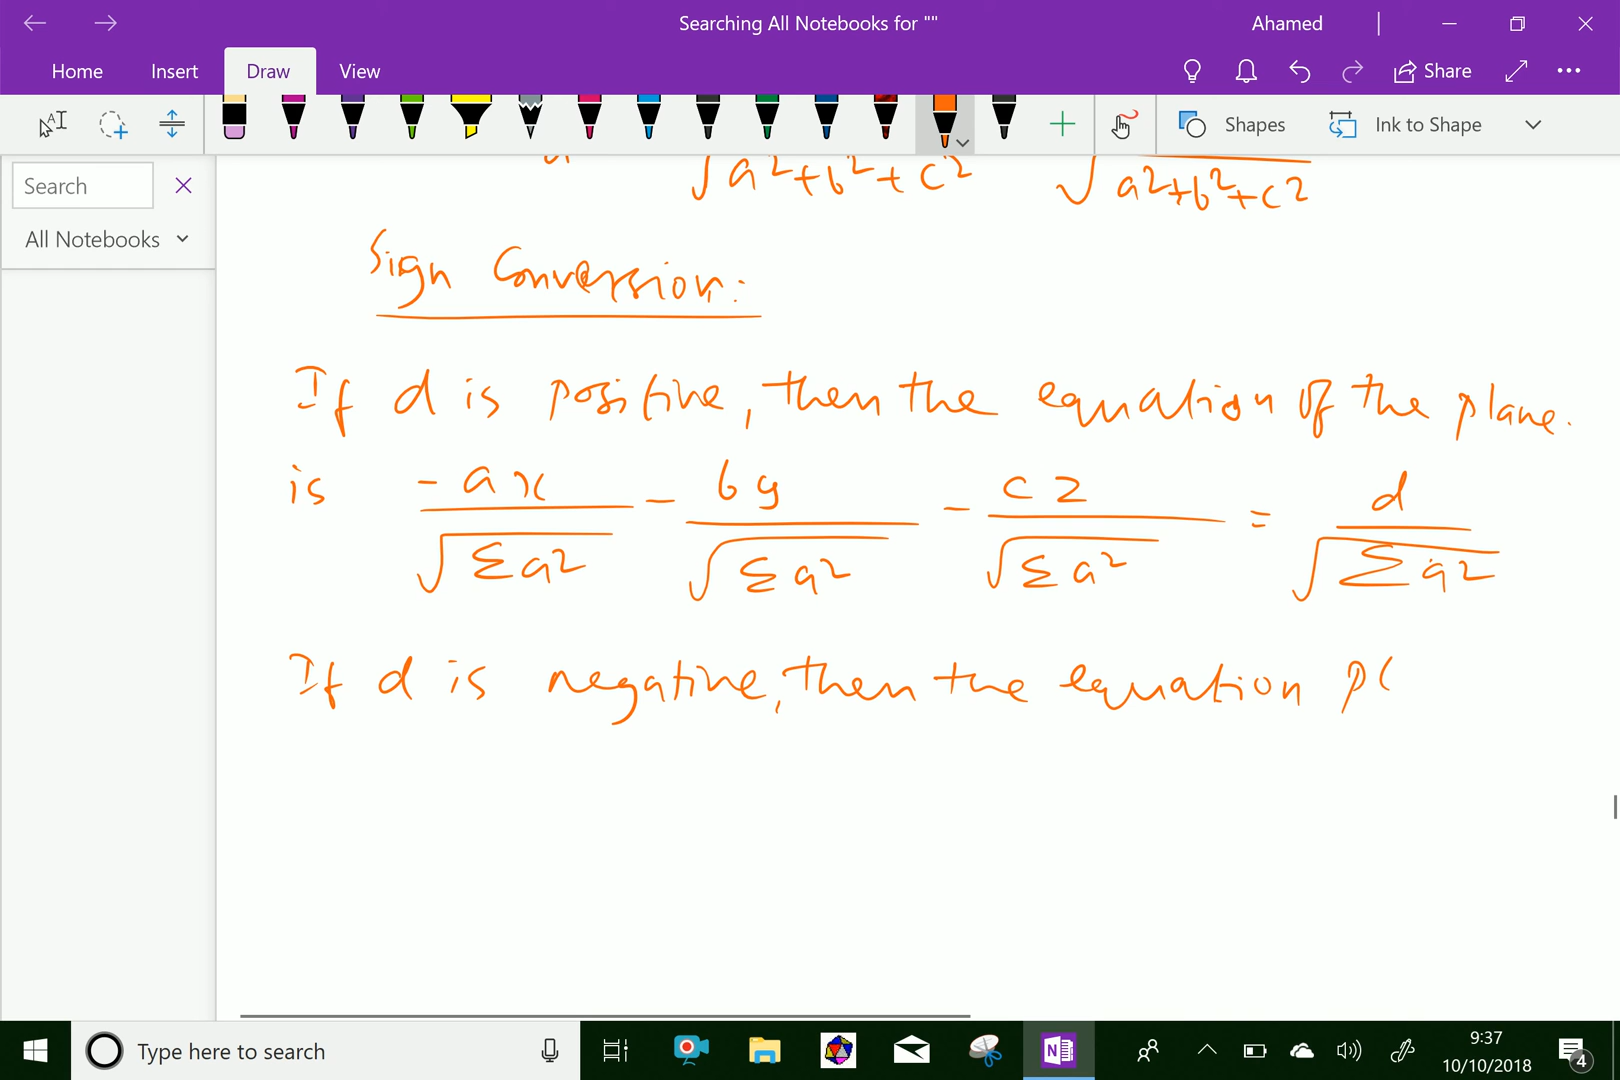 Searching All Notebooks for ""
Ahamed
Home Insert Draw View
Share
Shapes
Ink to Shape
Search
All Notebooks
√a²+b²+c² √a²+b²+c²
Sign Conversion:
If d is positive, then the equation of the plane.
is -ax/√Σa² - by/√Σa² - cz/√Σa² = d/√Σa²
If d is negative, then the equation
Type here to search
9:37
10/10/2018
4